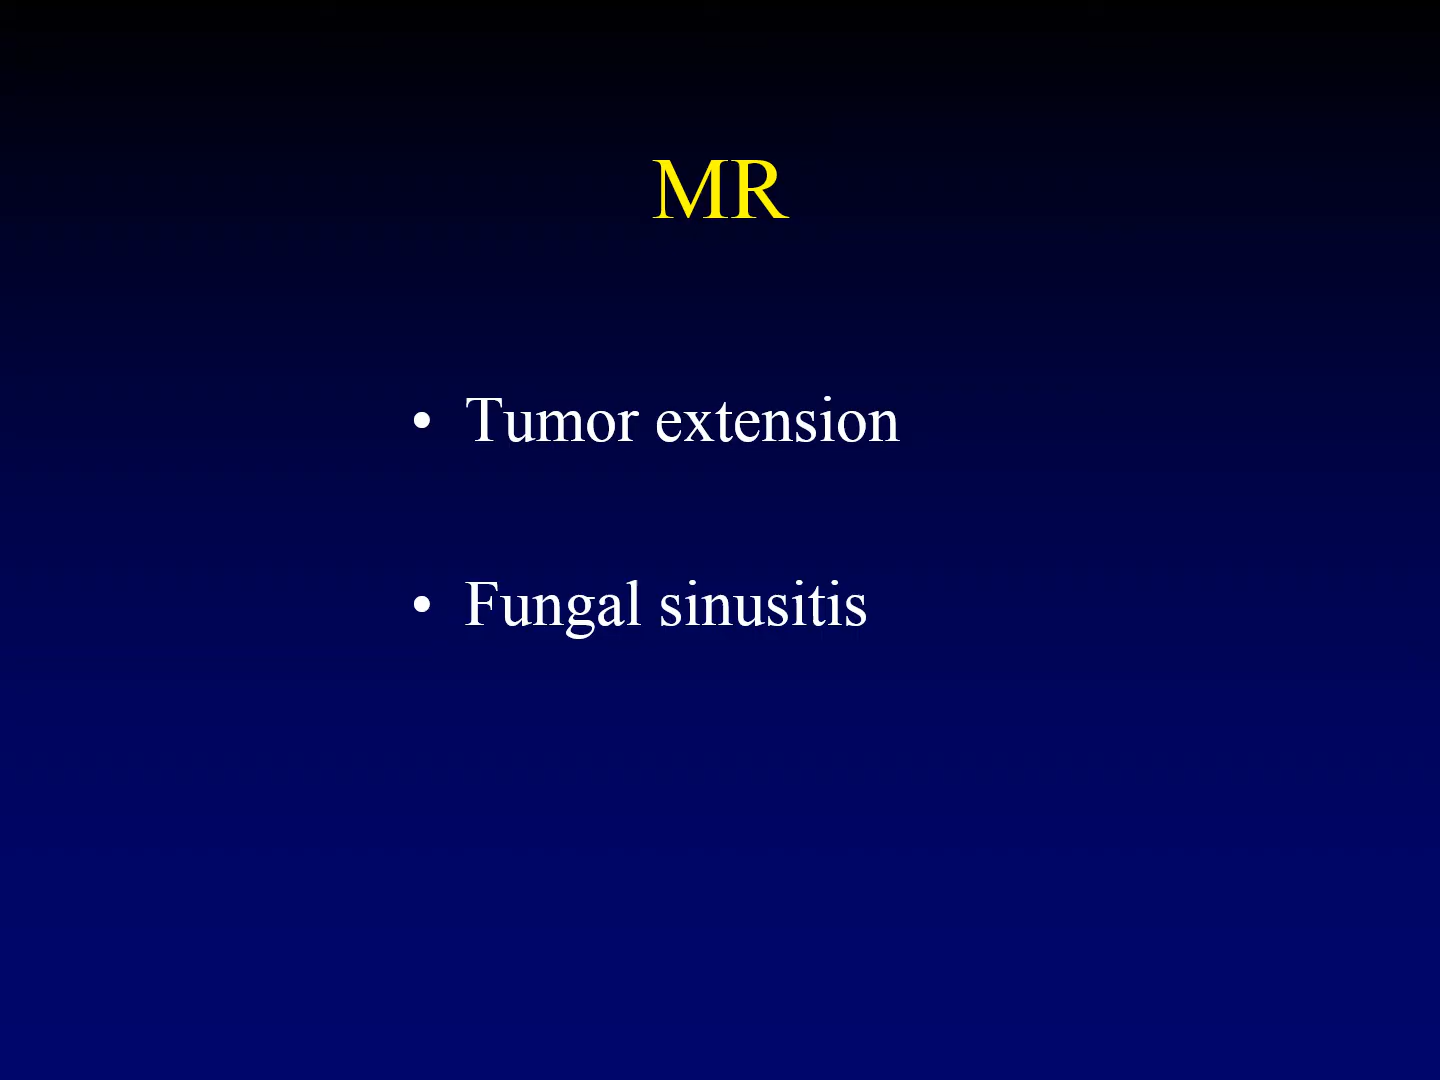 MR
• Tumor extension
• Fungal sinusitis